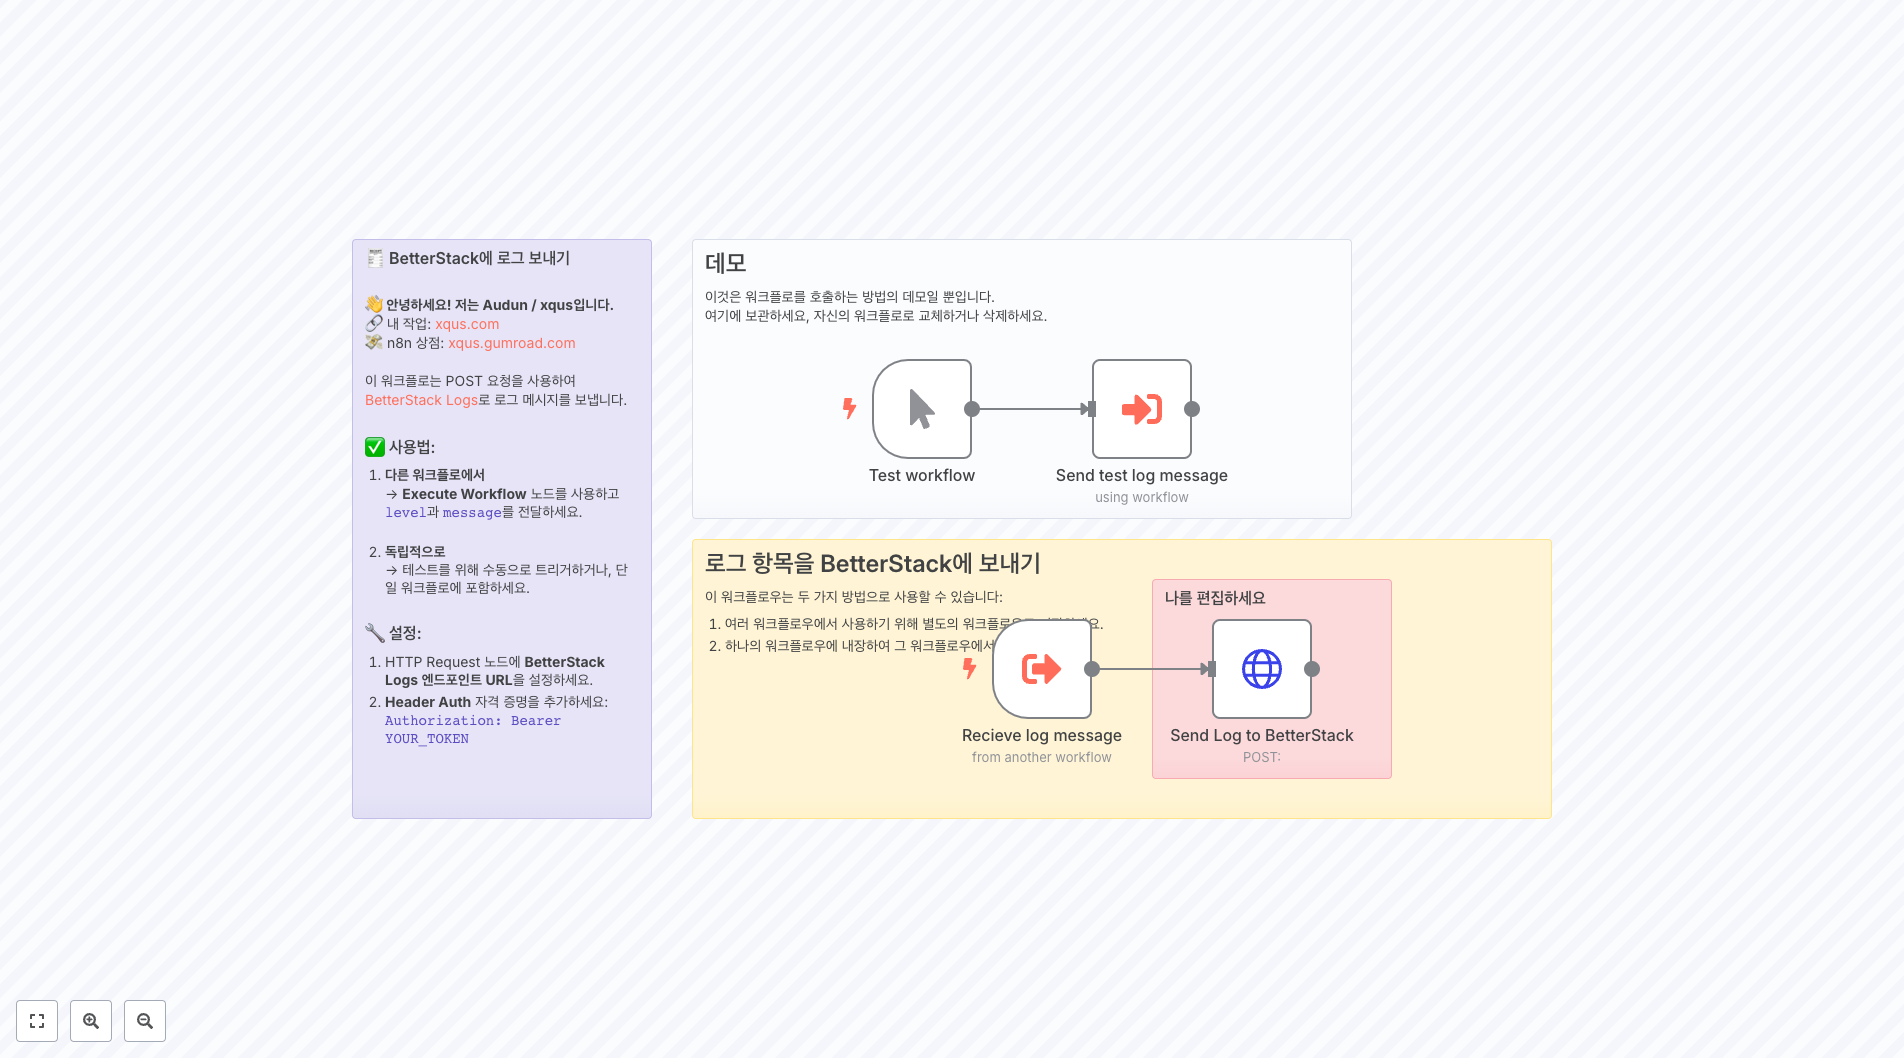 🧾 BetterStack에 로그 보내기
👋 안녕하세요! 저는 Audun / xqus입니다.
🔗 내 작업: xqus.com
💸 n8n 상점: xqus.gumroad.com
이 워크플로는 POST 요청을 사용하여
BetterStack Logs로 로그 메시지를 보냅니다.
✅ 사용법:
1. 다른 워크플로에서
→ Execute Workflow 노드를 사용하고
level과 message를 전달하세요.
2. 독립적으로
→ 테스트를 위해 수동으로 트리거하거나, 단
일 워크플로에 포함하세요.
🔧 설정:
1. HTTP Request 노드에 BetterStack
Logs 엔드포인트 URL을 설정하세요.
2. Header Auth 자격 증명을 추가하세요:
Authorization: Bearer
YOUR_TOKEN
데모
이것은 워크플로를 호출하는 방법의 데모일 뿐입니다.
여기에 보관하세요, 자신의 워크플로로 교체하거나 삭제하세요.
Test workflow
Send test log message
using workflow
로그 항목을 BetterStack에 보내기
이 워크플로우는 두 가지 방법으로 사용할 수 있습니다:
1. 여러 워크플로우에서 사용하기 위해 별도의
2. 하나의 워크플로우에 내장하여 그 워크플로우에서
나를 편집하세요
Recieve log message
from another workflow
Send Log to BetterStack
POST: